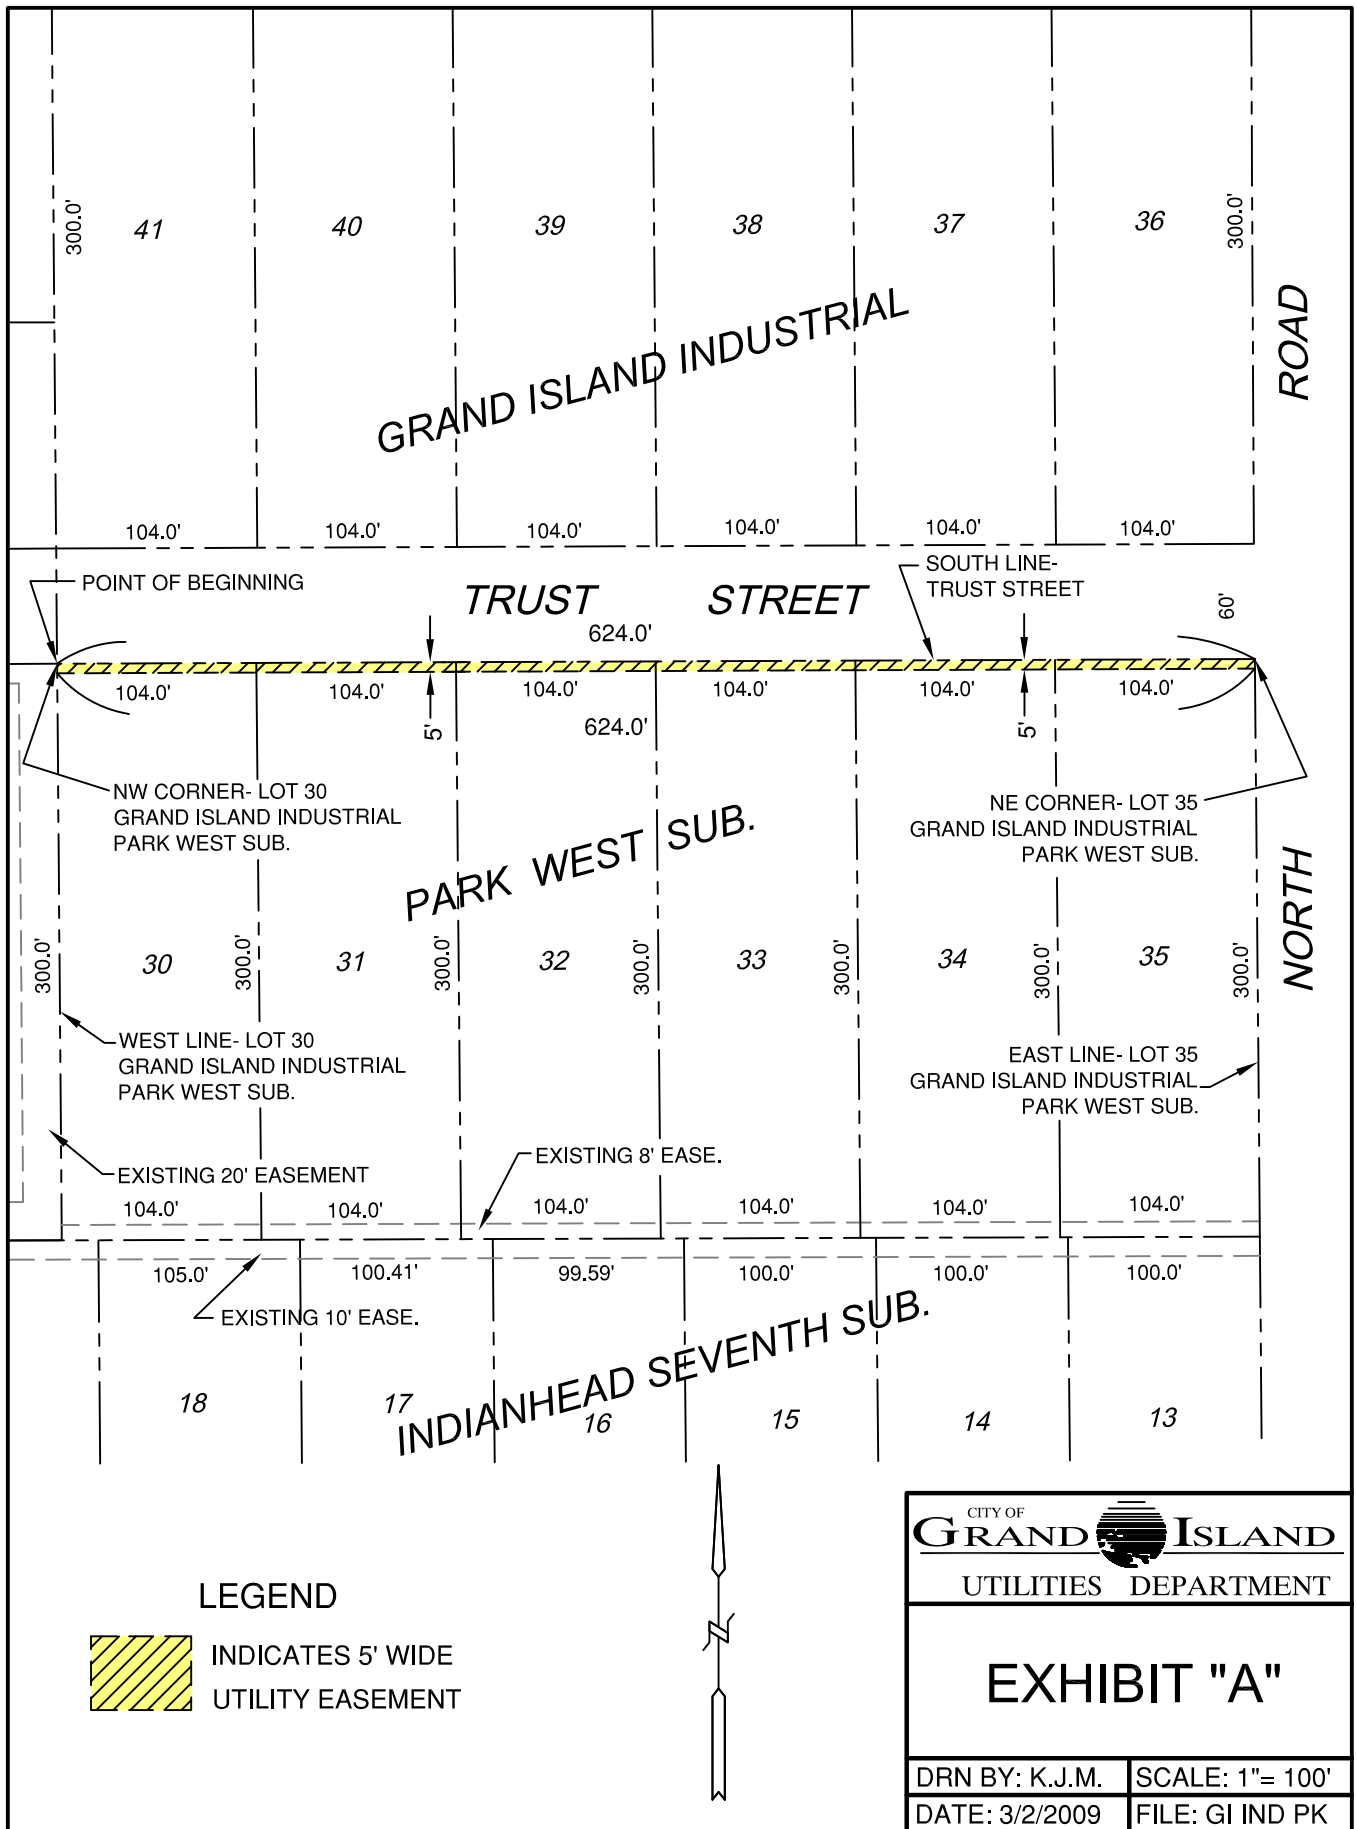 300.0'
41
40
39
38
37
36
300.0'
GRAND ISLAND INDUSTRIAL
ROAD
104.0'
104.0'
104.0'
104.0'
104.0'
104.0'
POINT OF BEGINNING
TRUST STREET
SOUTH LINE-
TRUST STREET
60'
624.0'
104.0'
104.0'
104.0'
104.0'
104.0'
104.0'
5'
624.0'
5'
NW CORNER- LOT 30
GRAND ISLAND INDUSTRIAL
PARK WEST SUB.
NE CORNER- LOT 35
GRAND ISLAND INDUSTRIAL
PARK WEST SUB.
PARK WEST SUB.
NORTH
300.0'
30
300.0'
31
300.0'
32
300.0'
33
300.0'
34
300.0'
35
300.0'
WEST LINE- LOT 30
GRAND ISLAND INDUSTRIAL
PARK WEST SUB.
EAST LINE- LOT 35
GRAND ISLAND INDUSTRIAL
PARK WEST SUB.
EXISTING 20' EASEMENT
EXISTING 8' EASE.
104.0'
104.0'
104.0'
104.0'
104.0'
104.0'
105.0'
100.41'
99.59'
100.0'
100.0'
100.0'
EXISTING 10' EASE.
INDIANHEAD SEVENTH SUB.
18
17
16
15
14
13
LEGEND
INDICATES 5' WIDE
UTILITY EASEMENT
CITY OF
GRAND ISLAND
UTILITIES DEPARTMENT
EXHIBIT "A"
DRN BY: K.J.M.
SCALE: 1"= 100'
DATE: 3/2/2009
FILE: GI IND PK